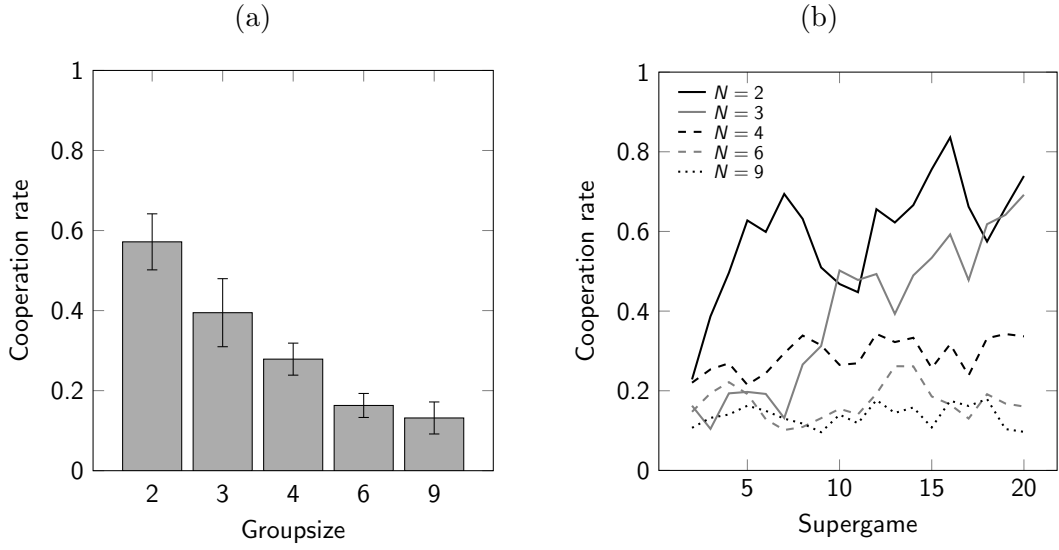 (a)
1
0.8
0.6
0.4
0.2
0
Cooperation rate
2 3 4 6 9
Groupsize
(b)
1
0.8
0.6
0.4
0.2
0
Cooperation rate
N = 2
N = 3
N = 4
N = 6
N = 9
5 10 15 20
Supergame